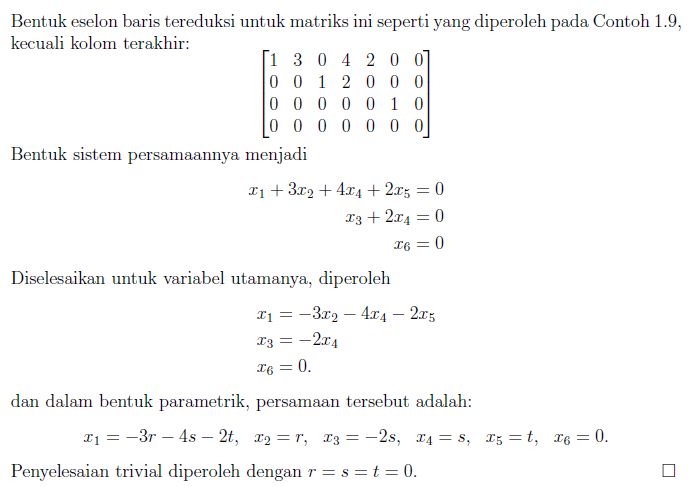 Bentuk eselon baris tereduksi untuk matriks ini seperti yang diperoleh pada Contoh 1.9,
kecuali kolom terakhir:
1 3 0 4 2 0 0
0 0 1 2 0 0 0
0 0 0 0 0 1 0
0 0 0 0 0 0 0
Bentuk sistem persamaannya menjadi
x₁ + 3x₂ + 4x₄ + 2x₅ = 0
x₃ + 2x₄ = 0
x₆ = 0
Diselesaikan untuk variabel utamanya, diperoleh
x₁ = −3x₂ − 4x₄ − 2x₅
x₃ = −2x₄
x₆ = 0.
dan dalam bentuk parametrik, persamaan tersebut adalah:
x₁ = −3r − 4s − 2t, x₂ = r, x₃ = −2s, x₄ = s, x₅ = t, x₆ = 0.
Penyelesaian trivial diperoleh dengan r = s = t = 0. □